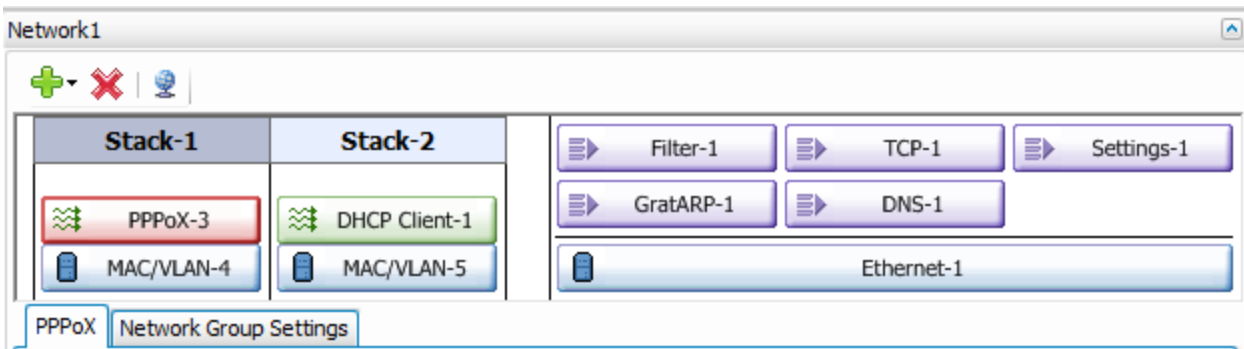 Network1
Stack-1 Stack-2
Filter-1 TCP-1 Settings-1
PPPoX-3 DHCP Client-1 GratARP-1 DNS-1
MAC/VLAN-4 MAC/VLAN-5 Ethernet-1
PPPoX Network Group Settings